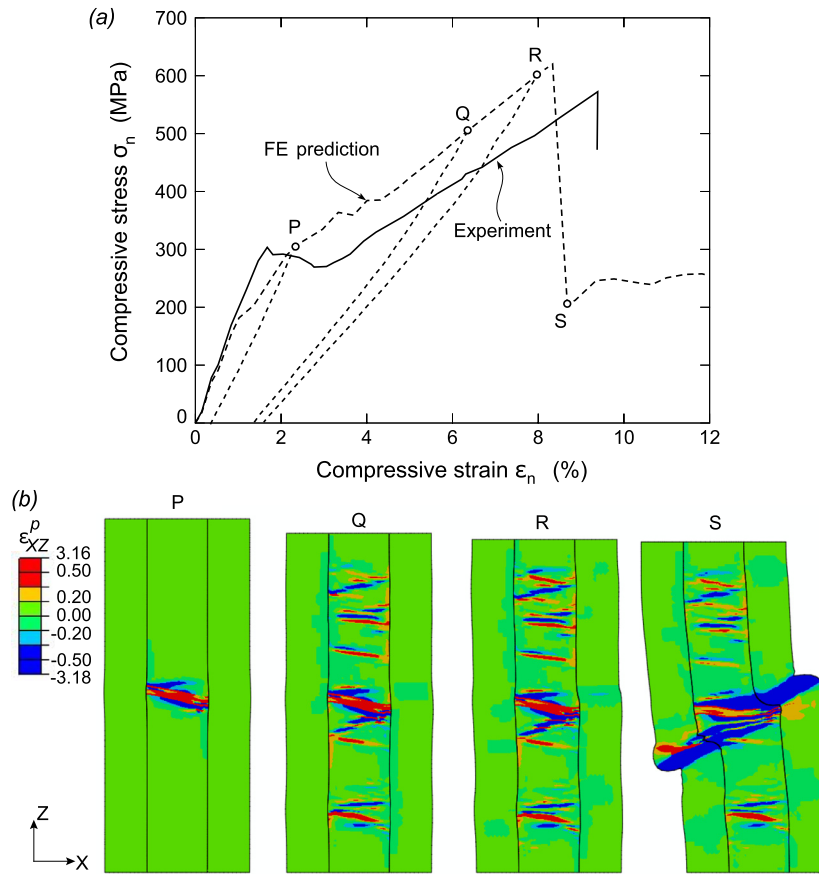 (a)
700
600
500
400
300
200
100
0
Compressive stress σn (MPa)
R
Q
FE prediction
P
Experiment
S
0 2 4 6 8 10 12
Compressive strain εn (%)
(b)
P Q R S
ε p XZ
3.16
0.50
0.20
0.00
-0.20
-0.50
-3.18
Z
X